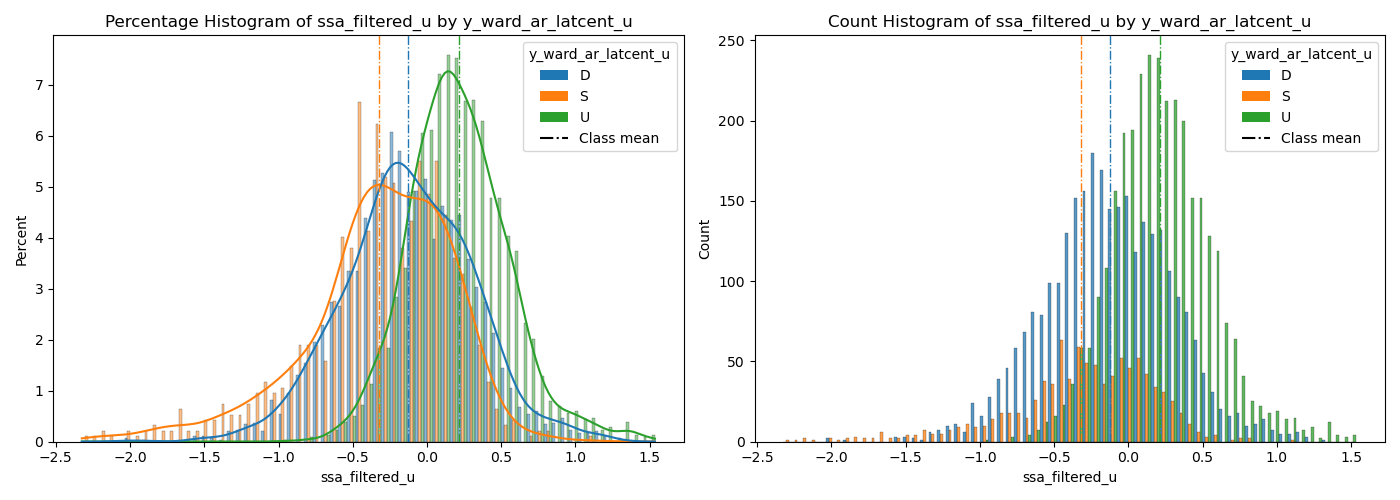 Percentage Histogram of ssa_filtered_u by y_ward_ar_latcent_u
y_ward_ar_latcent_u
D
S
U
Class mean
Percent
7
6
5
4
3
2
1
0
−2.5 −2.0 −1.5 −1.0 −0.5 0.0 0.5 1.0 1.5
ssa_filtered_u
Count Histogram of ssa_filtered_u by y_ward_ar_latcent_u
y_ward_ar_latcent_u
D
S
U
Class mean
Count
250
200
150
100
50
0
−2.5 −2.0 −1.5 −1.0 −0.5 0.0 0.5 1.0 1.5
ssa_filtered_u